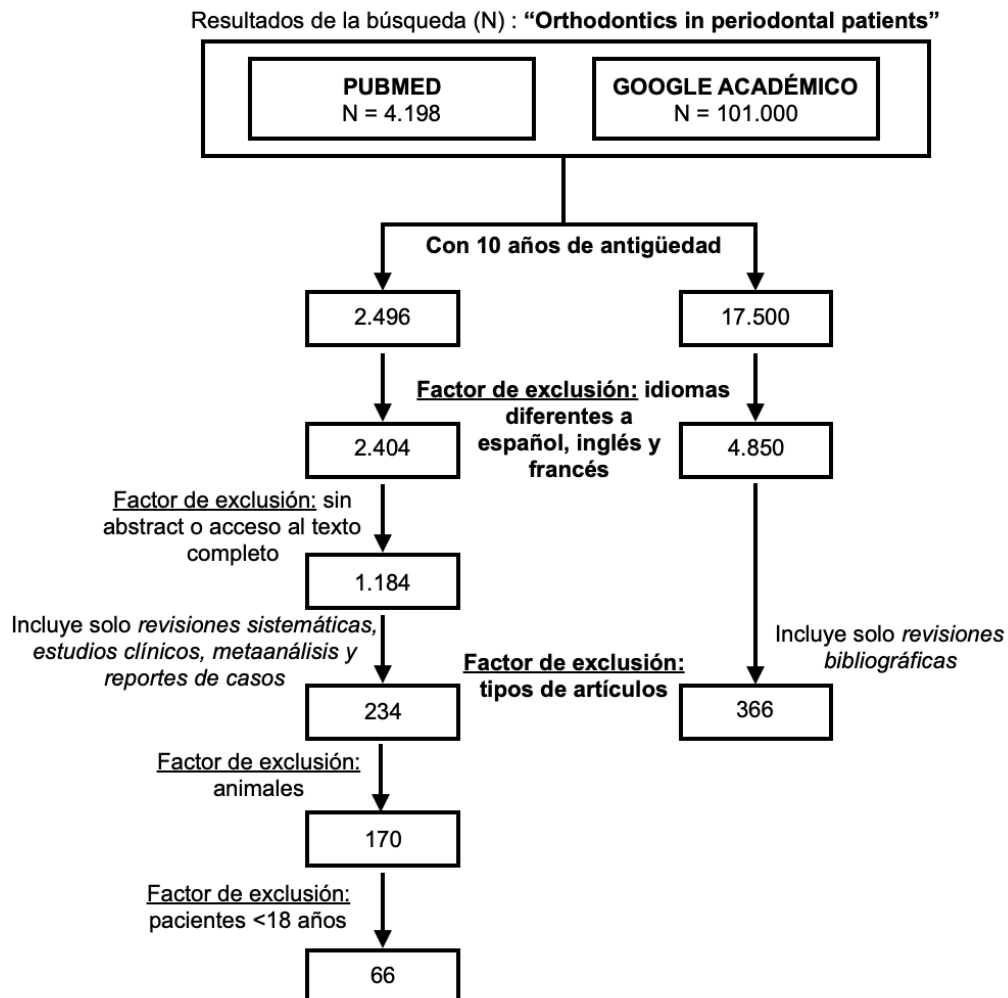 Resultados de la búsqueda (N) : “Orthodontics in periodontal patients”
PUBMED
N = 4.198
GOOGLE ACADÉMICO
N = 101.000
Con 10 años de antigüedad
2.496
17.500
Factor de exclusión: idiomas
diferentes a
español, inglés y
francés
2.404
4.850
Factor de exclusión: sin
abstract o acceso al texto
completo
1.184
Incluye solo revisiones sistemáticas,
estudios clínicos, metaanálisis y
reportes de casos
Factor de exclusión:
tipos de artículos
Incluye solo revisiones
bibliográficas
234
366
Factor de exclusión:
animales
170
Factor de exclusión:
pacientes <18 años
66